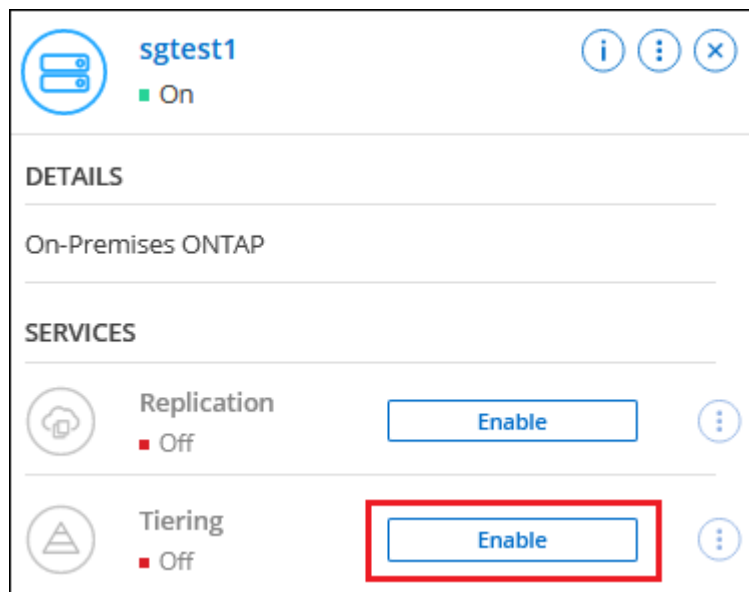 sgtest1
On
DETAILS
On-Premises ONTAP
SERVICES
Replication
Off
Enable
Tiering
Off
Enable